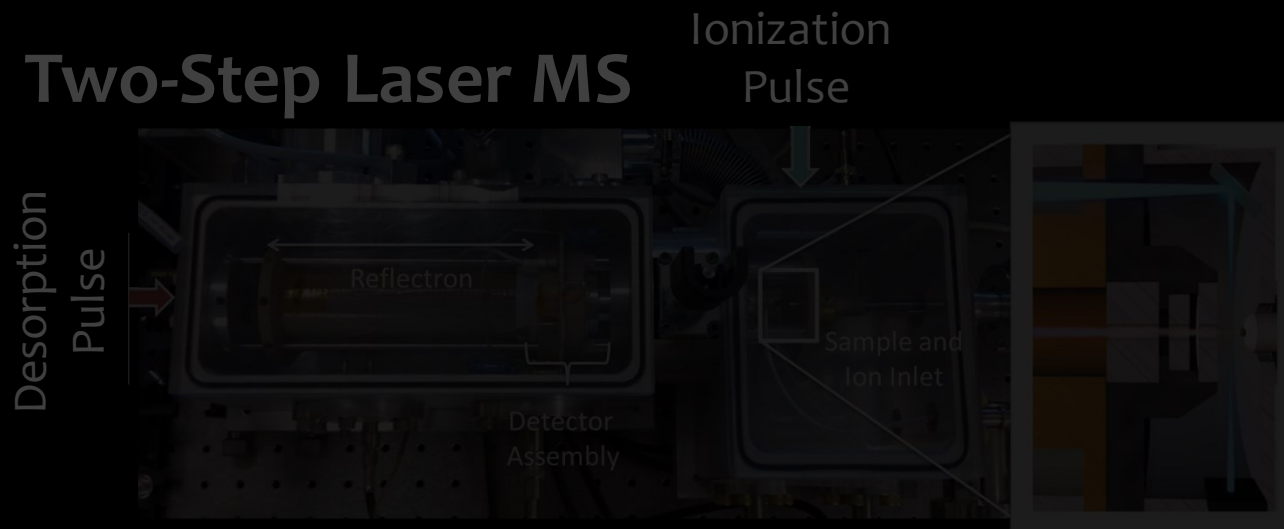 Two-Step Laser MS
Ionization
Pulse
Desorption
Pulse
Reflectron
Sample and
Ion Inlet
Detector
Assembly